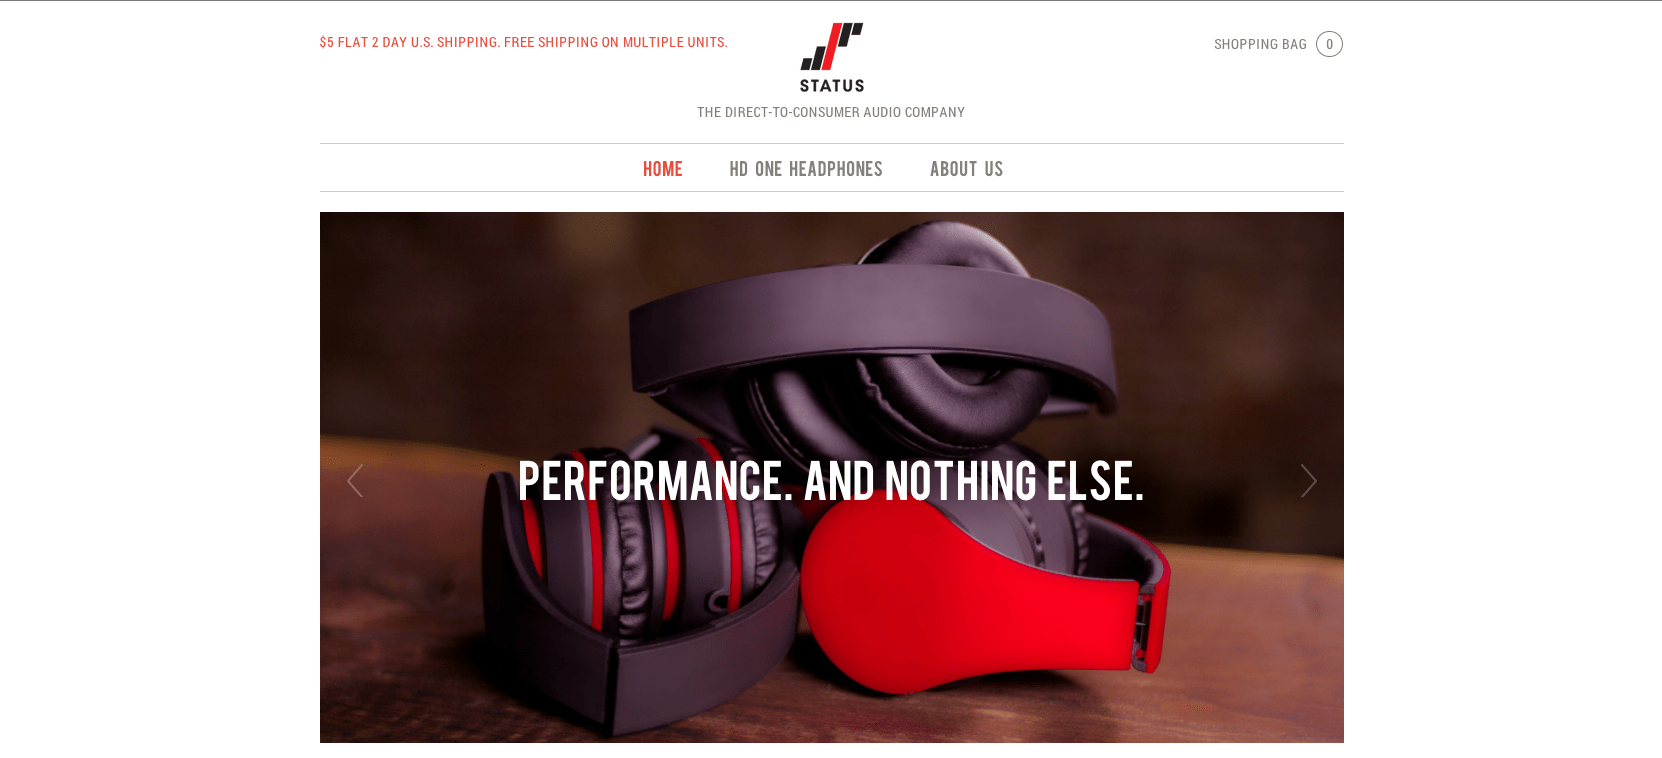 $5 FLAT 2 DAY U.S. SHIPPING. FREE SHIPPING ON MULTIPLE UNITS.
STATUS
SHOPPING BAG 0
THE DIRECT-TO-CONSUMER AUDIO COMPANY
HOME HD ONE HEADPHONES ABOUT US
PERFORMANCE. AND NOTHING ELSE.